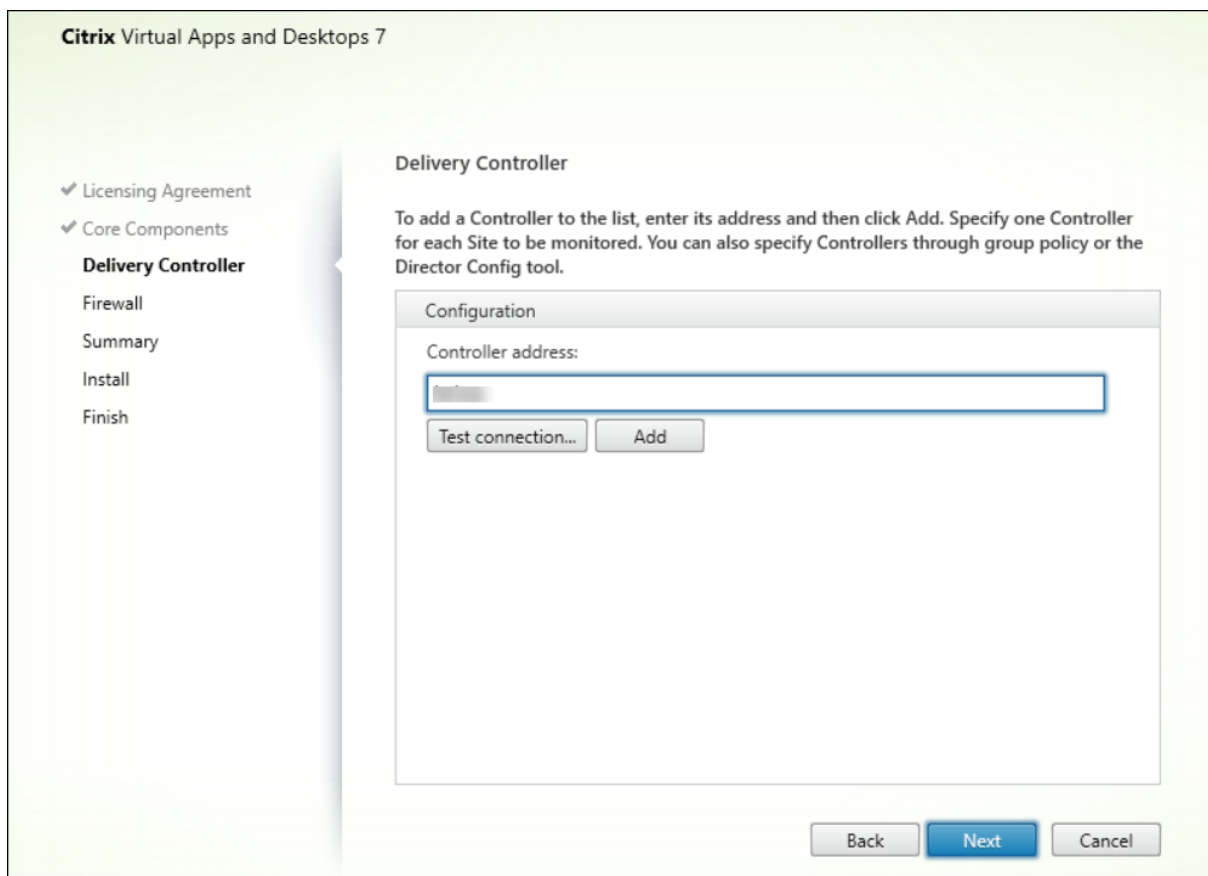 Citrix Virtual Apps and Desktops 7
Licensing Agreement
Core Components
Delivery Controller
Firewall
Summary
Install
Finish
Delivery Controller
To add a Controller to the list, enter its address and then click Add. Specify one Controller
for each Site to be monitored. You can also specify Controllers through group policy or the
Director Config tool.
Configuration
Controller address:
Test connection...
Add
Back
Next
Cancel